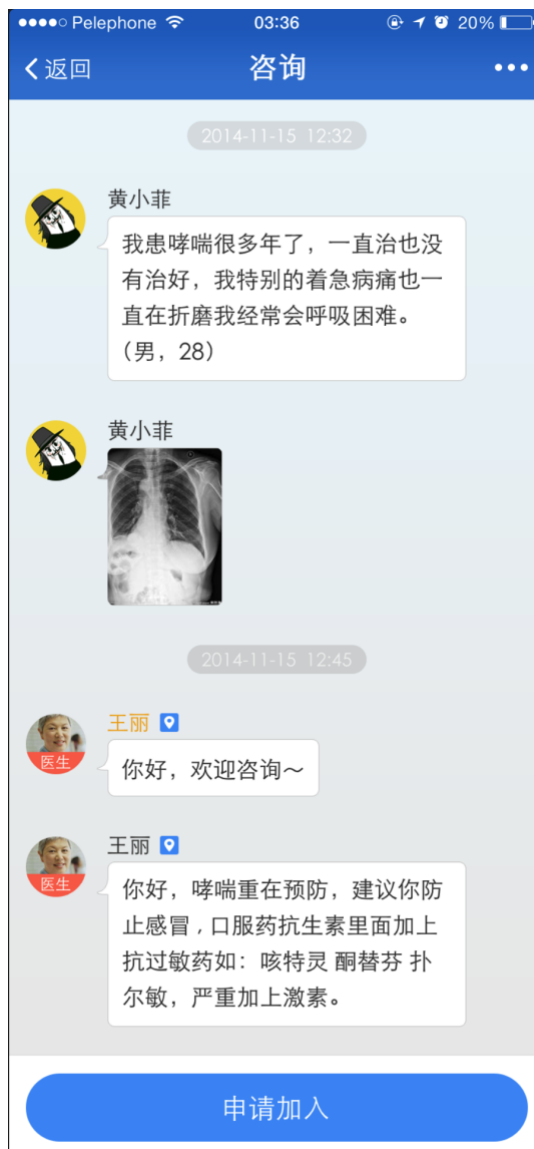 Pelephone 03:36 20%
返回 咨询
2014-11-15 12:32
黄小菲
我患哮喘很多年了，一直治也没
有治好，我特别的着急病痛也一
直在折磨我经常会呼吸困难。
（男，28）
黄小菲
2014-11-15 12:45
王丽
医生
你好，欢迎咨询～
王丽
医生
你好，哮喘重在预防，建议你防
止感冒，口服药抗生素里面加上
抗过敏药如：咳特灵 酮替芬 扑
尔敏，严重加上激素。
申请加入